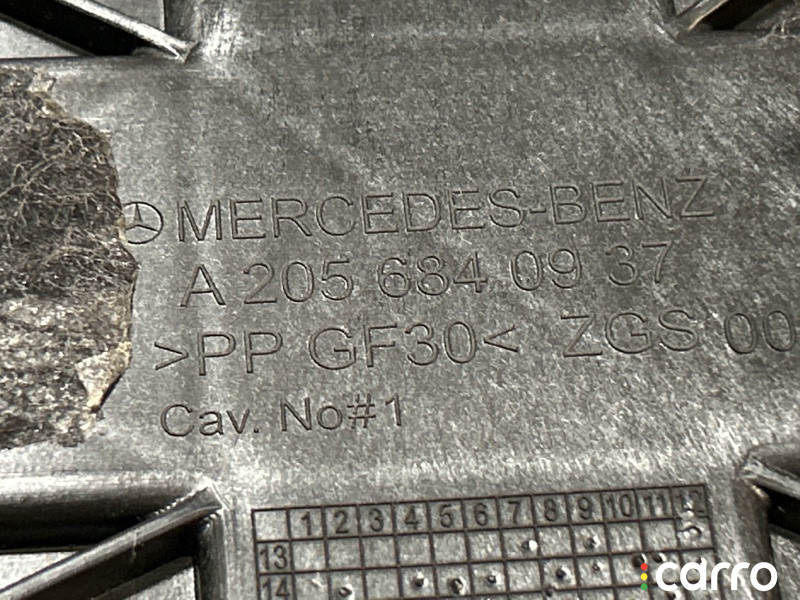 MERCEDES-BENZ
A 205 684 09 37
>PP GF30< ZGS 00
Cav. No#1
1 2 3 4 5 6 7 8 9 10 11 12
13
14
carro